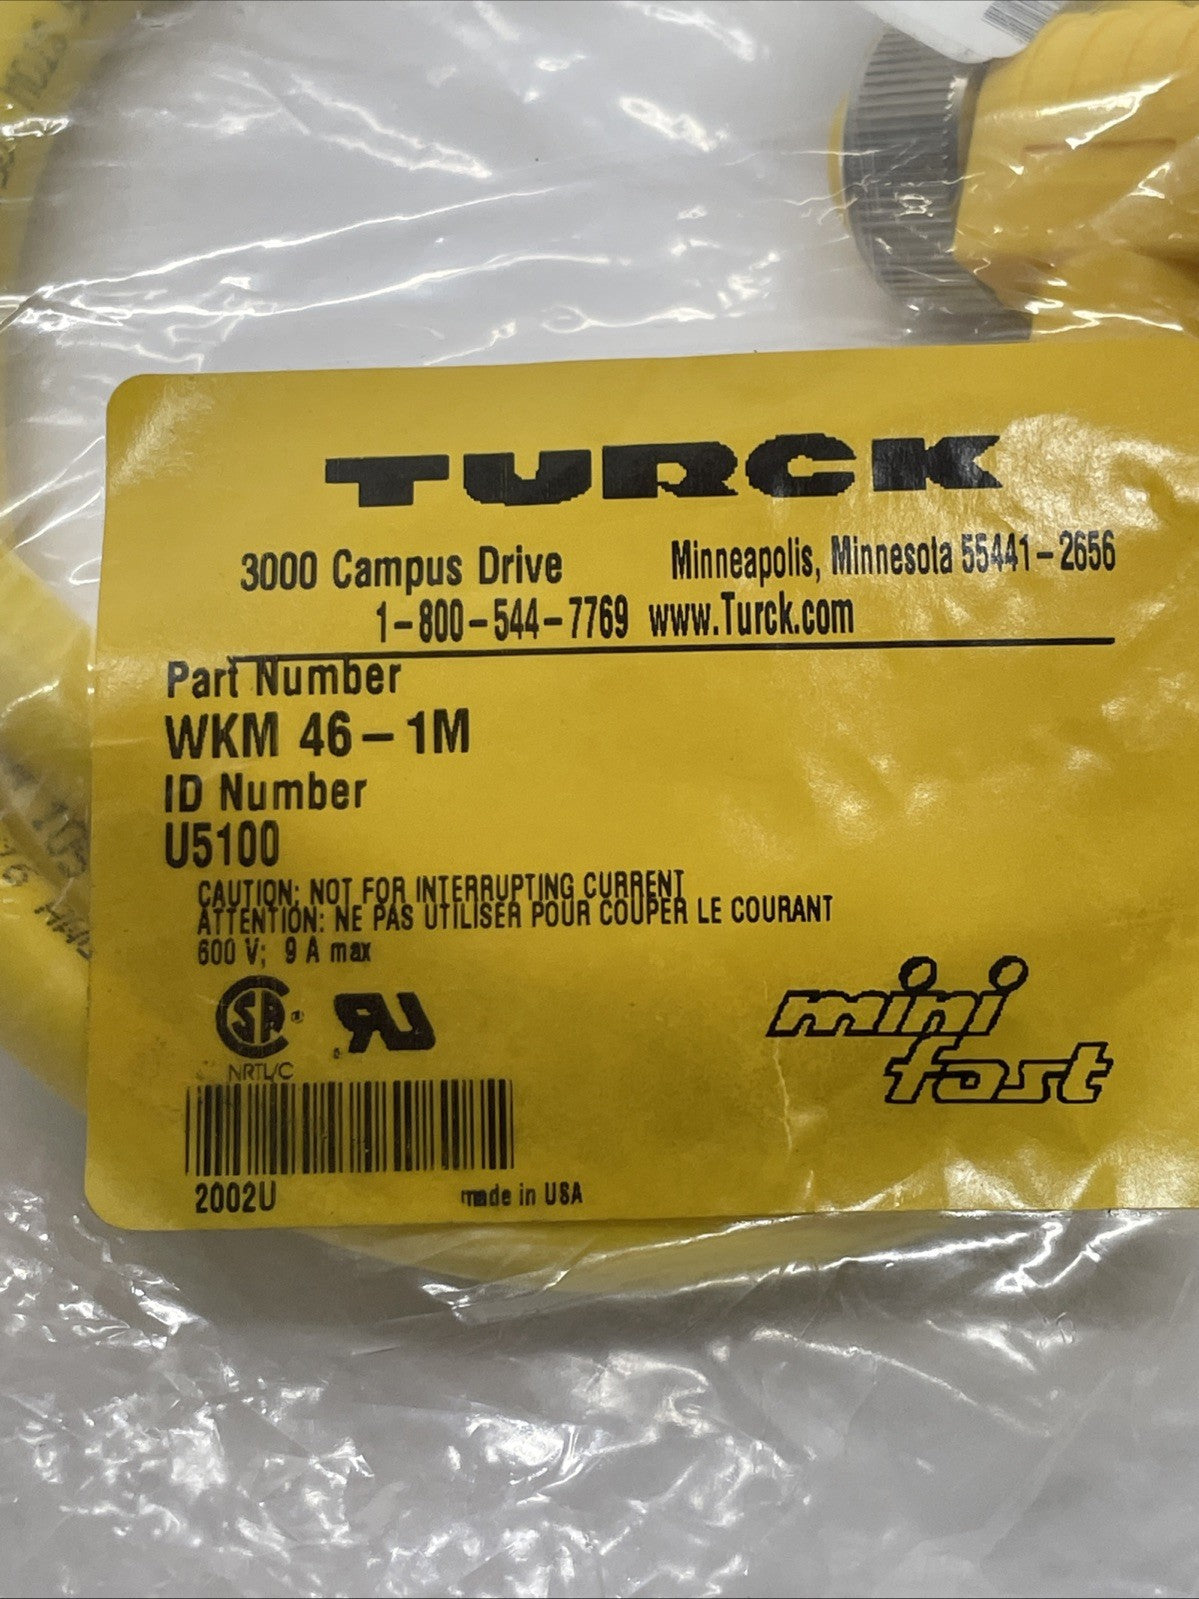 TURCK
3000 Campus Drive Minneapolis, Minnesota 55441-2656
1-800-544-7769 www.Turck.com
Part Number
WKM 46-1M
ID Number
U5100
CAUTION: NOT FOR INTERRUPTING CURRENT
ATTENTION: NE PAS UTILISER POUR COUPER LE COURANT
600 V; 9 A max
SA ®
RU ®
NRTL/C
mini
fast
2002U made in USA